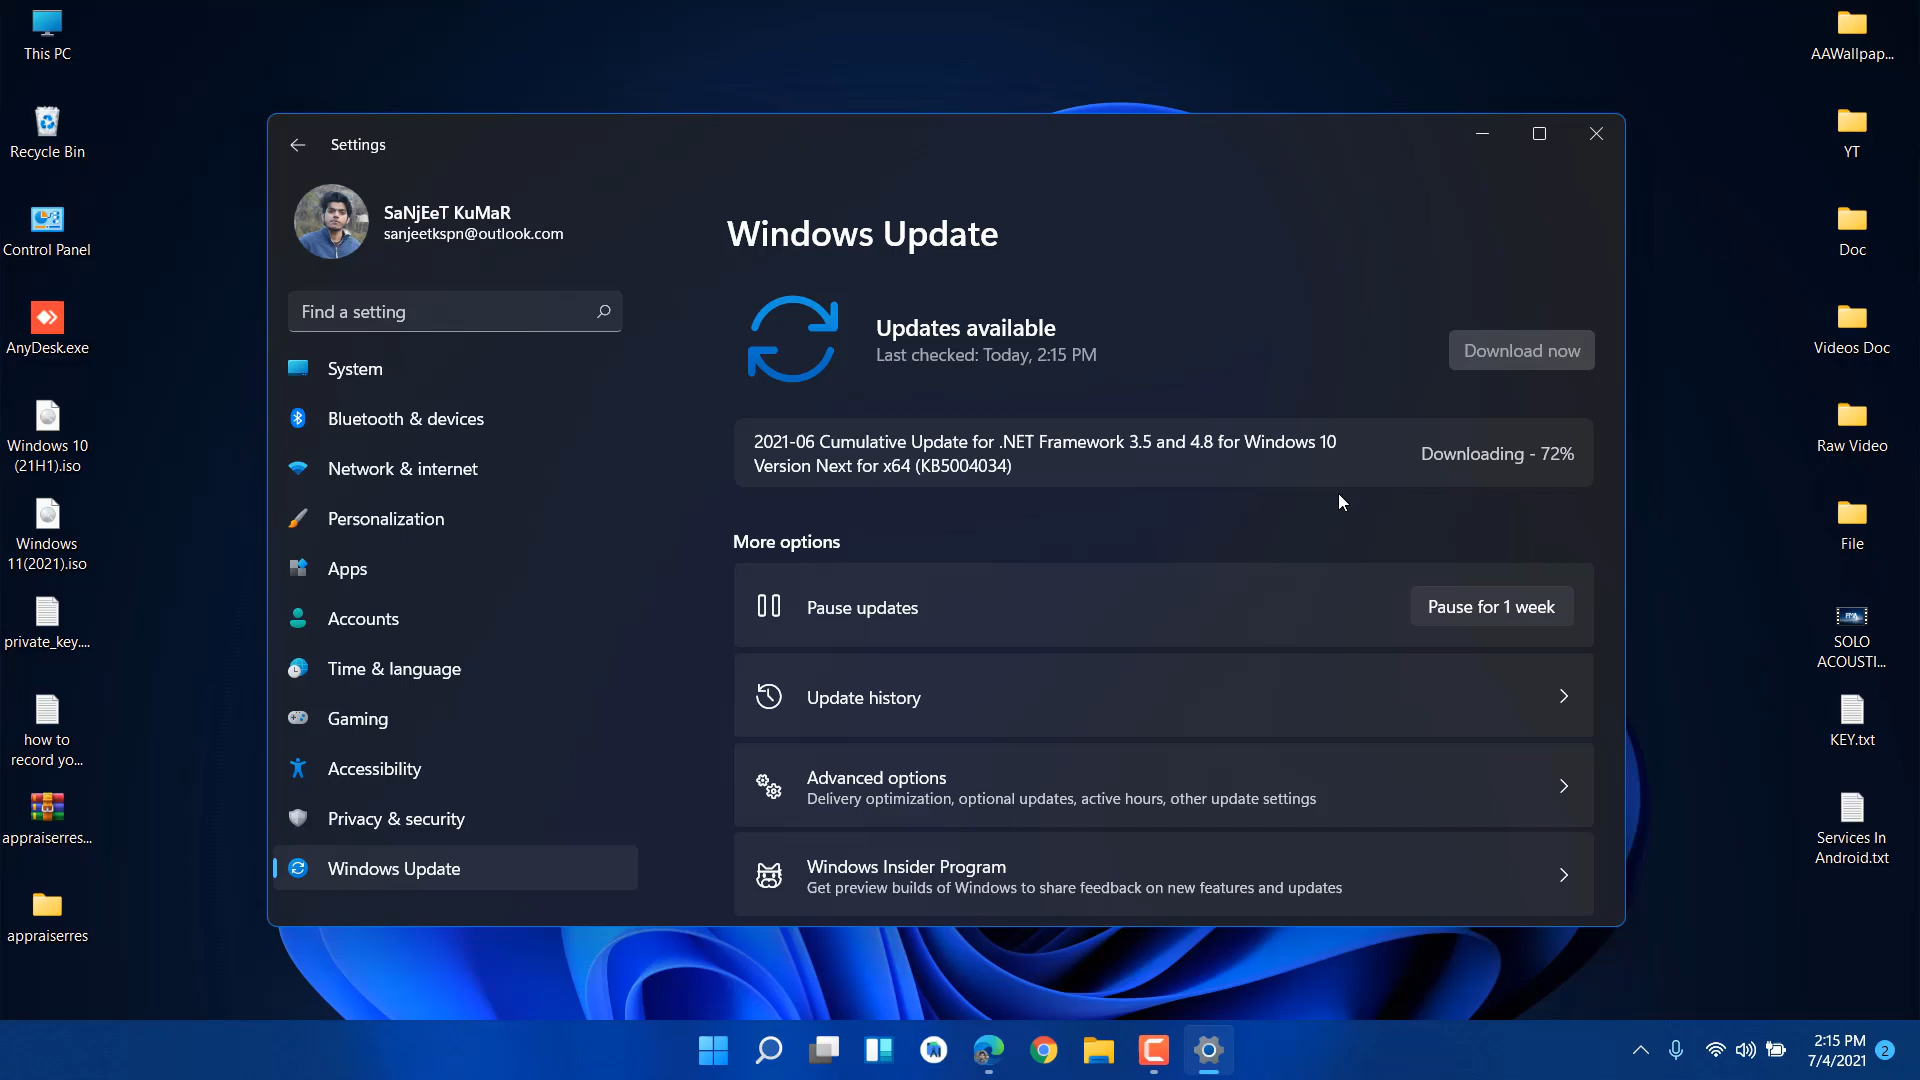 This PC
Recycle Bin
Control Panel
AnyDesk.exe
Windows 10
(21H1).iso
Windows
11(2021).iso
private_key....
how to
record yo...
appraiserres...
appraiserres
Settings
SaNjEeT KuMaR
sanjeetkspn@outlook.com
Find a setting
System
Bluetooth & devices
Network & internet
Personalization
Apps
Accounts
Time & language
Gaming
Accessibility
Privacy & security
Windows Update
Windows Update
Updates available
Last checked: Today, 2:15 PM
Download now
2021-06 Cumulative Update for .NET Framework 3.5 and 4.8 for Windows 10
Version Next for x64 (KB5004034)
Downloading - 72%
More options
Pause updates
Pause for 1 week
Update history
Advanced options
Delivery optimization, optional updates, active hours, other update settings
Windows Insider Program
Get preview builds of Windows to share feedback on new features and updates
AAWallpap...
YT
Doc
Videos Doc
Raw Video
File
SOLO
ACOUSTI...
KEY.txt
Services In
Android.txt
2:15 PM
7/4/2021
2